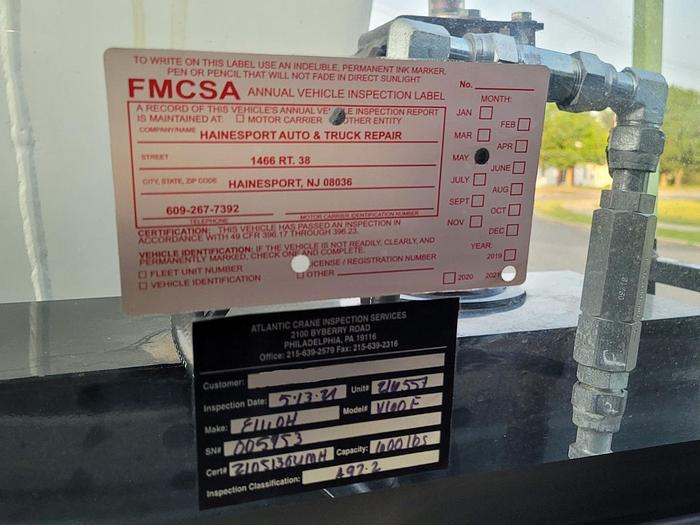 TO WRITE ON THIS LABEL USE AN INDELIBLE, PERMANENT INK MARKER,
PEN OR PENCIL THAT WILL NOT FADE IN DIRECT SUNLIGHT
FMCSA ANNUAL VEHICLE INSPECTION LABEL
No.
A RECORD OF THIS VEHICLE'S ANNUAL VEHICLE INSPECTION REPORT
IS MAINTAINED AT: MOTOR CARRIER OTHER ENTITY
COMPANY/NAME HAINESPORT AUTO & TRUCK REPAIR
STREET 1466 RT. 38
CITY, STATE, ZIP CODE HAINESPORT, NJ 08036
609-267-7392
TELEPHONE MOTOR CARRIER IDENTIFICATION NUMBER
CERTIFICATION: THIS VEHICLE HAS PASSED AN INSPECTION IN
ACCORDANCE WITH 49 CFR 396.17 THROUGH 396.23.
VEHICLE IDENTIFICATION: IF THE VEHICLE IS NOT READILY, CLEARLY, AND
PERMANENTLY MARKED, CHECK ONE AND COMPLETE.
FLEET UNIT NUMBER LICENSE / REGISTRATION NUMBER
VEHICLE IDENTIFICATION OTHER
MONTH:
JAN FEB
MAR APR
MAY JUNE
JULY AUG
SEPT OCT
NOV DEC
YEAR:
2019
2020 2021
ATLANTIC CRANE INSPECTION SERVICES
2100 BYBERRY ROAD
PHILADELPHIA, PA 19116
Office: 215-639-2579 Fax: 215-639-2316
Customer:
Inspection Date: 5.13.21 Unit#
Make: Model#
SN# 005953
Cert# Capacity: 600 lbs
Inspection Classification: A92.2